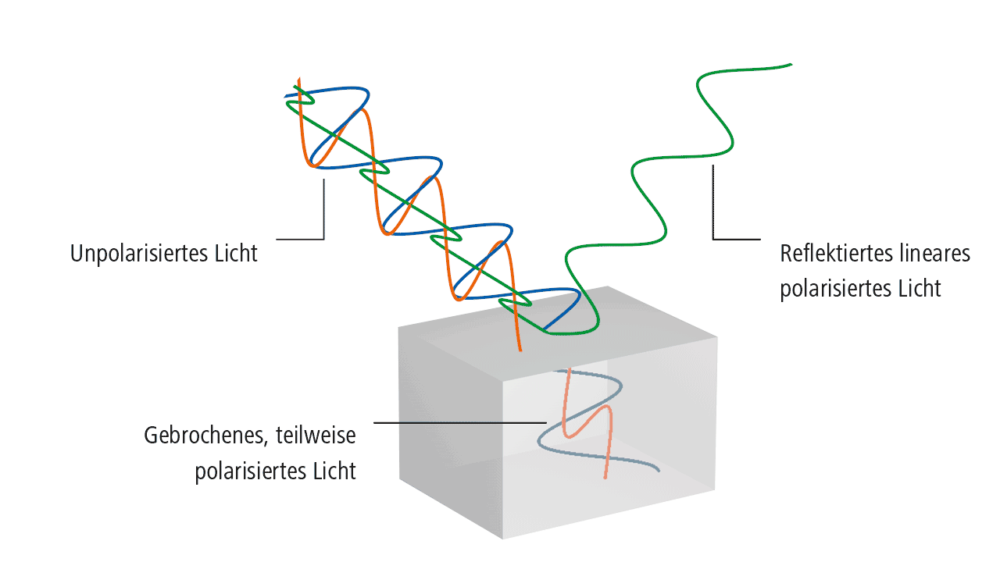 Unpolarisiertes Licht
Reflektiertes lineares
polarisiertes Licht
Gebrochenes, teilweise
polarisiertes Licht